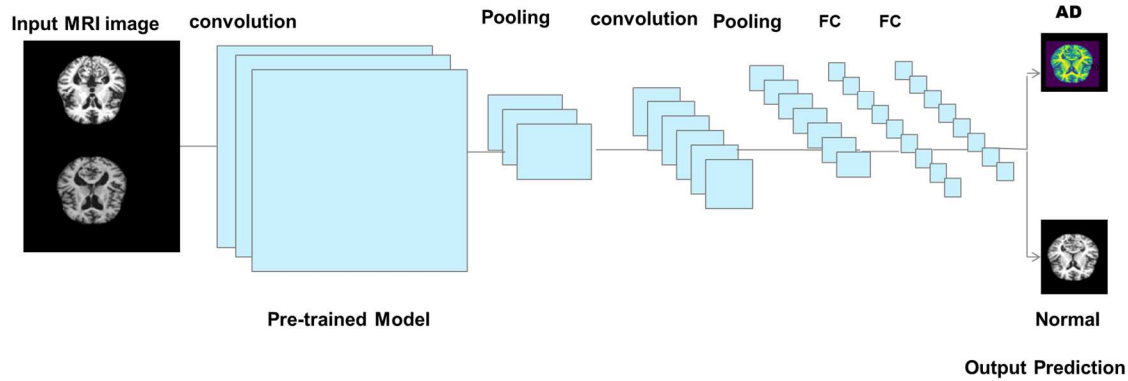 Input MRI image
convolution
Pooling
convolution
Pooling
FC
FC
AD
Pre-trained Model
Normal
Output Prediction